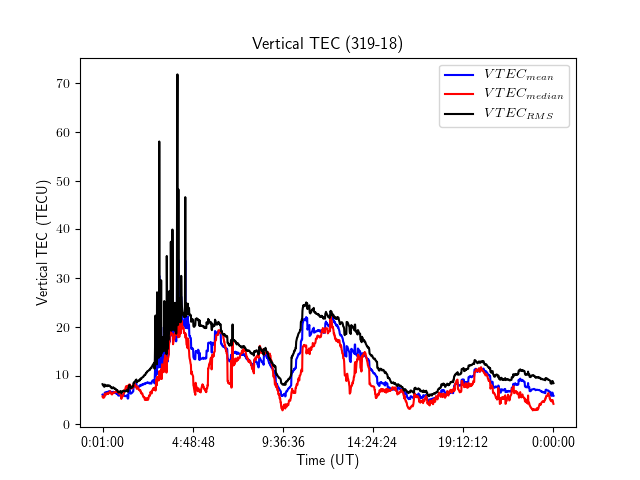 Vertical TEC (319-18)
VTEC_mean
VTEC_median
VTEC_RMS
Vertical TEC (TECU)
70
60
50
40
30
20
10
0
0:01:00 4:48:48 9:36:36 14:24:24 19:12:12 0:00:00
Time (UT)